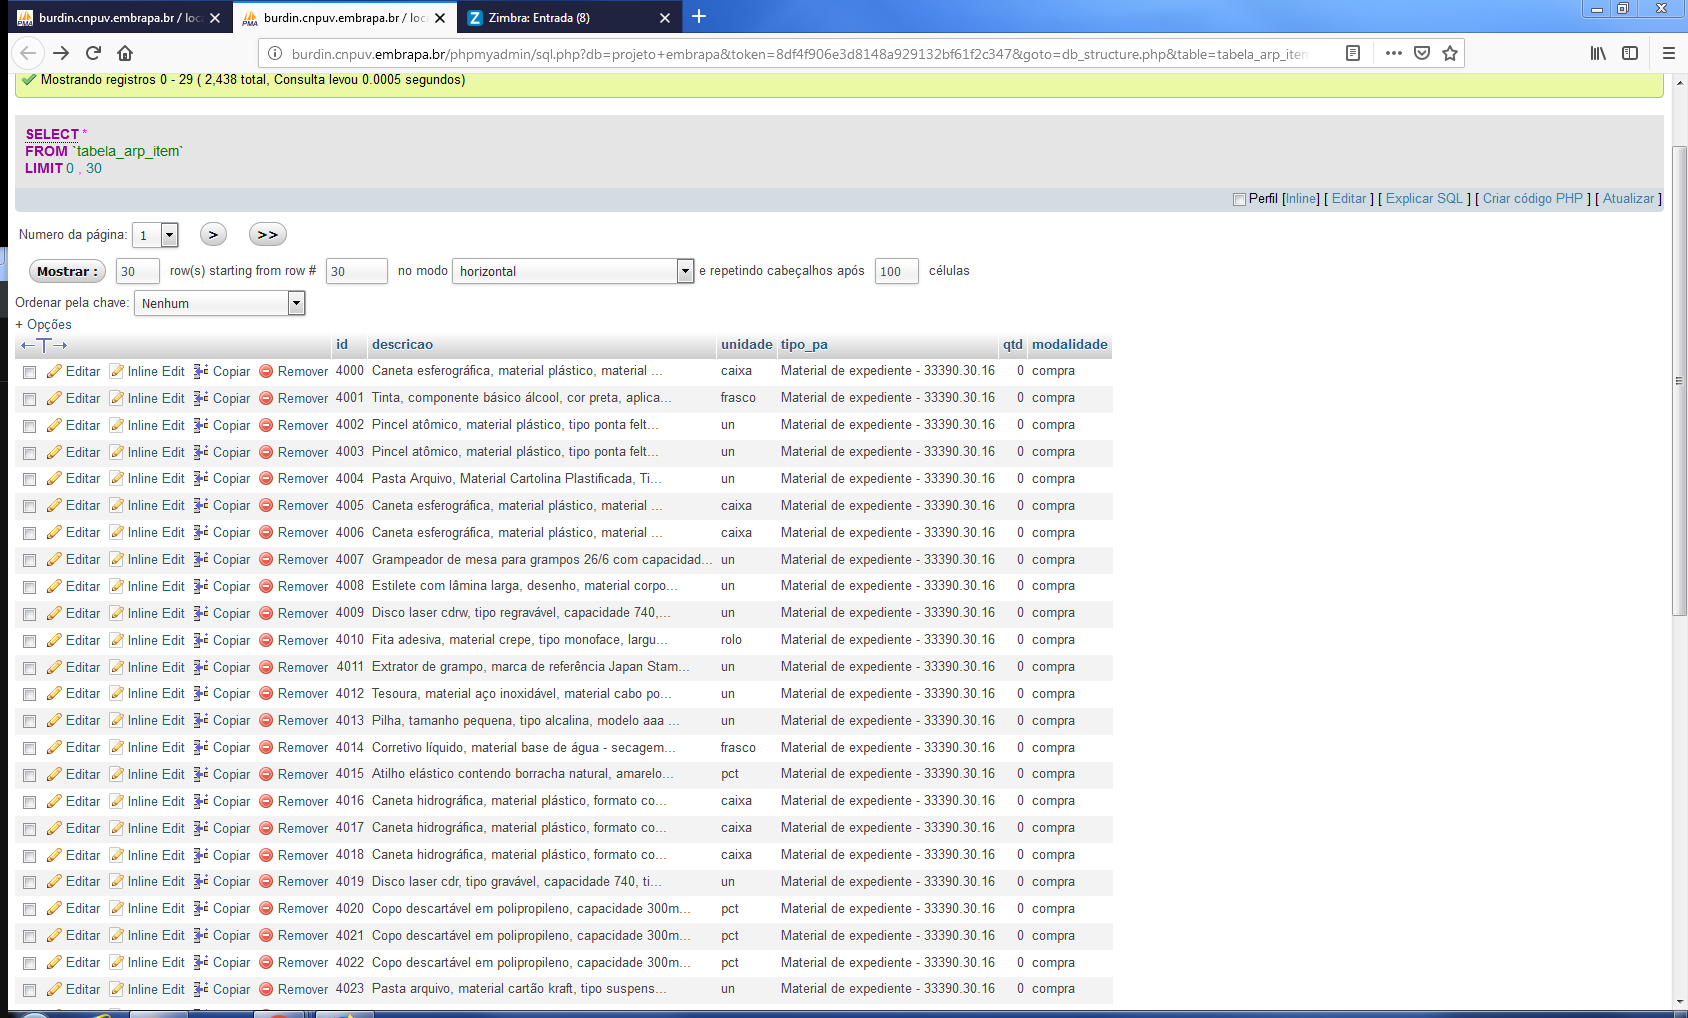 burdin.cnpuv.embrapa.br / loca
burdin.cnpuv.embrapa.br / loca
Zimbra: Entrada (8)
burdin.cnpuv.embrapa.br/phpmyadmin/sql.php?db=projeto+embrapa&token=8df4f906e3d8148a929132bf61f2c347&goto=db_structure.php&table=tabela_arp_item
Mostrando registros 0 - 29 ( 2,438 total, Consulta levou 0.0005 segundos)
SELECT *
FROM `tabela_arp_item`
LIMIT 0 , 30
Perfil [Inline] [ Editar ] [ Explicar SQL ] [ Criar código PHP ] [ Atualizar ]
Numero da página: 1 > >>
Mostrar : 30 row(s) starting from row # 30 no modo horizontal e repetindo cabeçalhos após 100 células
Ordenar pela chave: Nenhum
+ Opções
←T→ id descricao unidade tipo_pa qtd modalidade
Editar Inline Edit Copiar Remover 4000 Caneta esferográfica, material plástico, material ... caixa Material de expediente - 33390.30.16 0 compra
Editar Inline Edit Copiar Remover 4001 Tinta, componente básico álcool, cor preta, aplica... frasco Material de expediente - 33390.30.16 0 compra
Editar Inline Edit Copiar Remover 4002 Pincel atômico, material plástico, tipo ponta felt... un Material de expediente - 33390.30.16 0 compra
Editar Inline Edit Copiar Remover 4003 Pincel atômico, material plástico, tipo ponta felt... un Material de expediente - 33390.30.16 0 compra
Editar Inline Edit Copiar Remover 4004 Pasta Arquivo, Material Cartolina Plastificada, Ti... un Material de expediente - 33390.30.16 0 compra
Editar Inline Edit Copiar Remover 4005 Caneta esferográfica, material plástico, material ... caixa Material de expediente - 33390.30.16 0 compra
Editar Inline Edit Copiar Remover 4006 Caneta esferográfica, material plástico, material ... caixa Material de expediente - 33390.30.16 0 compra
Editar Inline Edit Copiar Remover 4007 Grampeador de mesa para grampos 26/6 com capacidad... un Material de expediente - 33390.30.16 0 compra
Editar Inline Edit Copiar Remover 4008 Estilete com lâmina larga, desenho, material corpo... un Material de expediente - 33390.30.16 0 compra
Editar Inline Edit Copiar Remover 4009 Disco laser cdrw, tipo regravável, capacidade 740,... un Material de expediente - 33390.30.16 0 compra
Editar Inline Edit Copiar Remover 4010 Fita adesiva, material crepe, tipo monoface, largu... rolo Material de expediente - 33390.30.16 0 compra
Editar Inline Edit Copiar Remover 4011 Extrator de grampo, marca de referência Japan Stam... un Material de expediente - 33390.30.16 0 compra
Editar Inline Edit Copiar Remover 4012 Tesoura, material aço inoxidável, material cabo po... un Material de expediente - 33390.30.16 0 compra
Editar Inline Edit Copiar Remover 4013 Pilha, tamanho pequena, tipo alcalina, modelo aaa ... un Material de expediente - 33390.30.16 0 compra
Editar Inline Edit Copiar Remover 4014 Corretivo líquido, material base de água - secagem... frasco Material de expediente - 33390.30.16 0 compra
Editar Inline Edit Copiar Remover 4015 Atilho elástico contendo borracha natural, amarelo... pct Material de expediente - 33390.30.16 0 compra
Editar Inline Edit Copiar Remover 4016 Caneta hidrográfica, material plástico, formato co... caixa Material de expediente - 33390.30.16 0 compra
Editar Inline Edit Copiar Remover 4017 Caneta hidrográfica, material plástico, formato co... caixa Material de expediente - 33390.30.16 0 compra
Editar Inline Edit Copiar Remover 4018 Caneta hidrográfica, material plástico, formato co... caixa Material de expediente - 33390.30.16 0 compra
Editar Inline Edit Copiar Remover 4019 Disco laser cdr, tipo gravável, capacidade 740, ti... un Material de expediente - 33390.30.16 0 compra
Editar Inline Edit Copiar Remover 4020 Copo descartável em polipropileno, capacidade 300m... pct Material de expediente - 33390.30.16 0 compra
Editar Inline Edit Copiar Remover 4021 Copo descartável em polipropileno, capacidade 300m... pct Material de expediente - 33390.30.16 0 compra
Editar Inline Edit Copiar Remover 4022 Copo descartável em polipropileno, capacidade 300m... pct Material de expediente - 33390.30.16 0 compra
Editar Inline Edit Copiar Remover 4023 Pasta arquivo, material cartão kraft, tipo suspens... un Material de expediente - 33390.30.16 0 compra